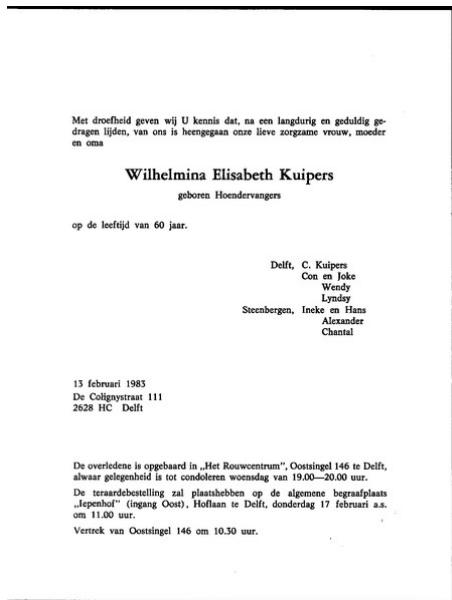 Met droefheid geven wij U kennis dat, na een langdurig en geduldig ge-
dragen lijden, van ons is heengegaan onze lieve zorgzame vrouw, moeder
en oma
Wilhelmina Elisabeth Kuipers
geboren Hoendervangers
op de leeftijd van 60 jaar.
Delft, C. Kuipers
Con en Joke
Wendy
Lyndsy
Steenbergen, Ineke en Hans
Alexander
Chantal
13 februari 1983
De Colignystraat 111
2628 HC Delft
De overledene is opgebaard in „Het Rouwcentrum”, Oostsingel 146 te Delft,
alwaar gelegenheid is tot condoleren woensdag van 19.00—20.00 uur.
De teraardebestelling zal plaatshebben op de algemene begraafplaats
„Iepenhof” (ingang Oost), Hoflaan te Delft, donderdag 17 februari a.s.
om 11.00 uur.
Vertrek van Oostsingel 146 om 10.30 uur.